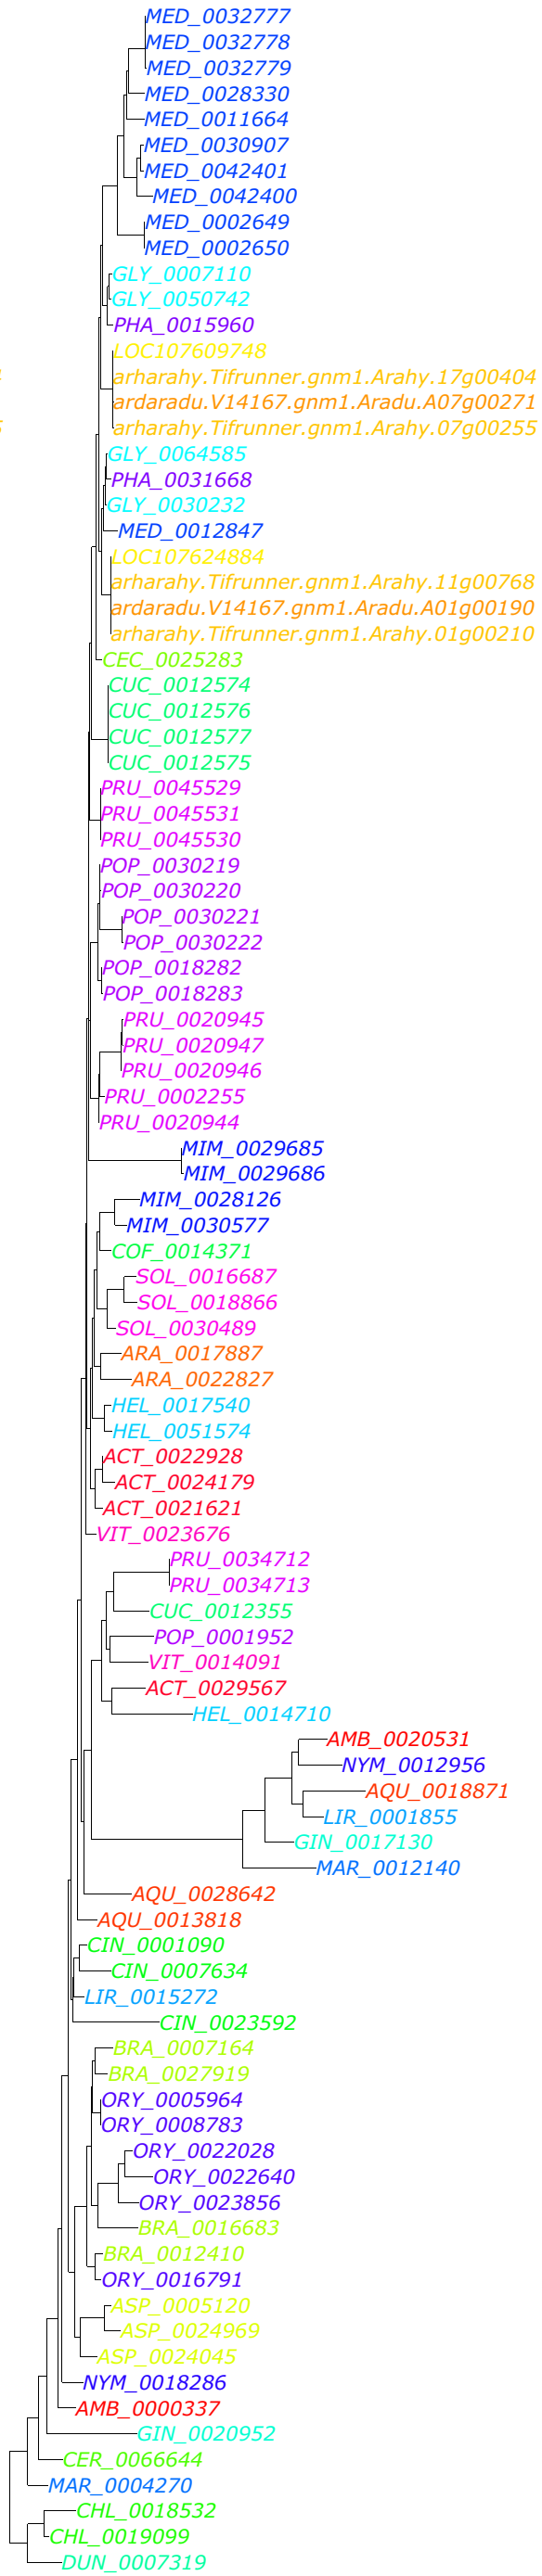 MED_0032777
MED_0032778
MED_0032779
MED_0028330
MED_0011664
MED_0030907
MED_0042401
MED_0042400
MED_0002649
MED_0002650
GLY_0007110
GLY_0050742
PHA_0015960
LOC107609748
arharahy.Tifrunner.gnm1.Arahy.17g00404
ardaradu.V14167.gnm1.Aradu.A07g00271
arharahy.Tifrunner.gnm1.Arahy.07g00255
GLY_0064585
PHA_0031668
GLY_0030232
MED_0012847
LOC107624884
arharahy.Tifrunner.gnm1.Arahy.11g00768
ardaradu.V14167.gnm1.Aradu.A01g00190
arharahy.Tifrunner.gnm1.Arahy.01g00210
CEC_0025283
CUC_0012574
CUC_0012576
CUC_0012577
CUC_0012575
PRU_0045529
PRU_0045531
PRU_0045530
POP_0030219
POP_0030220
POP_0030221
POP_0030222
POP_0018282
POP_0018283
PRU_0020945
PRU_0020947
PRU_0020946
PRU_0002255
PRU_0020944
MIM_0029685
MIM_0029686
MIM_0028126
MIM_0030577
COF_0014371
SOL_0016687
SOL_0018866
SOL_0030489
ARA_0017887
ARA_0022827
HEL_0017540
HEL_0051574
ACT_0022928
ACT_0024179
ACT_0021621
VIT_0023676
PRU_0034712
PRU_0034713
CUC_0012355
POP_0001952
VIT_0014091
ACT_0029567
HEL_0014710
AMB_0020531
NYM_0012956
AQU_0018871
LIR_0001855
GIN_0017130
MAR_0012140
AQU_0028642
AQU_0013818
CIN_0001090
CIN_0007634
LIR_0015272
CIN_0023592
BRA_0007164
BRA_0027919
ORY_0005964
ORY_0008783
ORY_0022028
ORY_0022640
ORY_0023856
BRA_0016683
BRA_0012410
ORY_0016791
ASP_0005120
ASP_0024969
ASP_0024045
NYM_0018286
AMB_0000337
GIN_0020952
CER_0066644
MAR_0004270
CHL_0018532
CHL_0019099
DUN_0007319